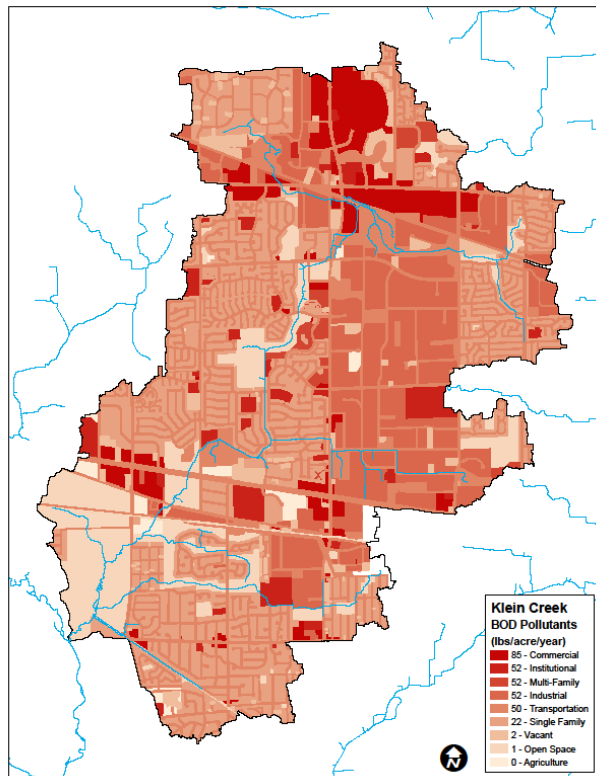 Klein Creek
BOD Pollutants
(lbs/acre/year)
85 - Commercial
52 - Institutional
52 - Multi-Family
52 - Industrial
50 - Transportation
22 - Single Family
2 - Vacant
1 - Open Space
0 - Agriculture
N